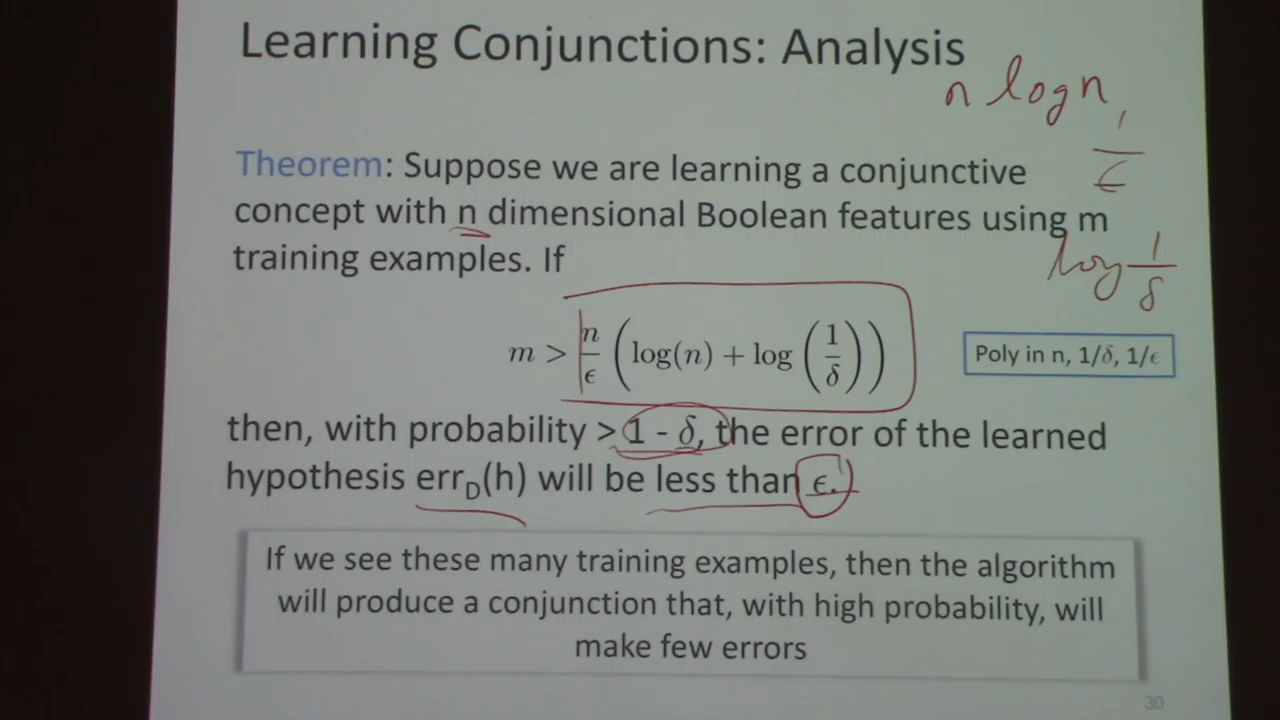 Learning Conjunctions: Analysis
n log n
1/ϵ
Theorem: Suppose we are learning a conjunctive
concept with n dimensional Boolean features using m
training examples. If
log 1/δ
m > n/ϵ (log(n) + log (1/δ))
Poly in n, 1/δ, 1/ϵ
then, with probability > 1 - δ, the error of the learned
hypothesis err_D(h) will be less than ϵ.
If we see these many training examples, then the algorithm
will produce a conjunction that, with high probability, will
make few errors
30